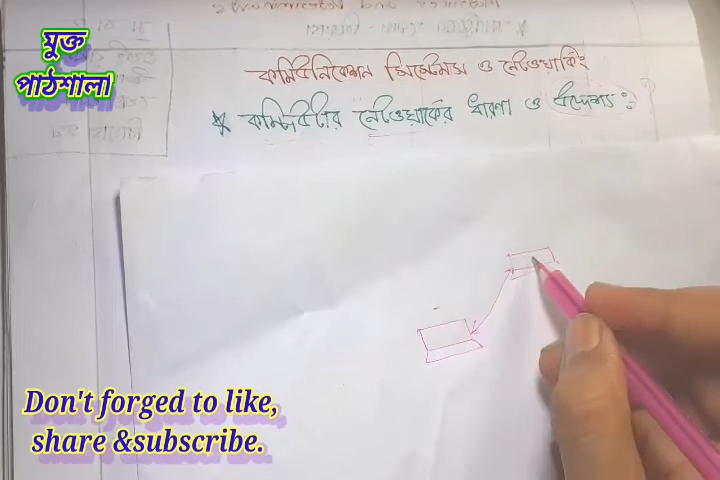 মুক্ত
পাঠশালা
কমিউনিকেশন সিস্টেমস ও নেটওয়ার্কিং
* কম্পিউটার নেটওয়ার্কের ধারণা ও উদ্দেশ্য :
Don't forged to like,
share &subscribe.